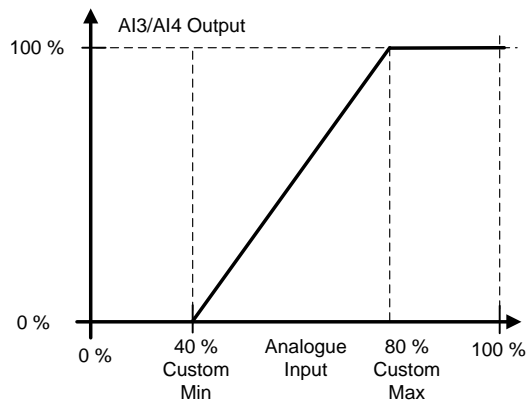 AI3/AI4 Output
100 %
0 %
0 %
40 %
Custom
Min
Analogue
Input
80 %
Custom
Max
100 %